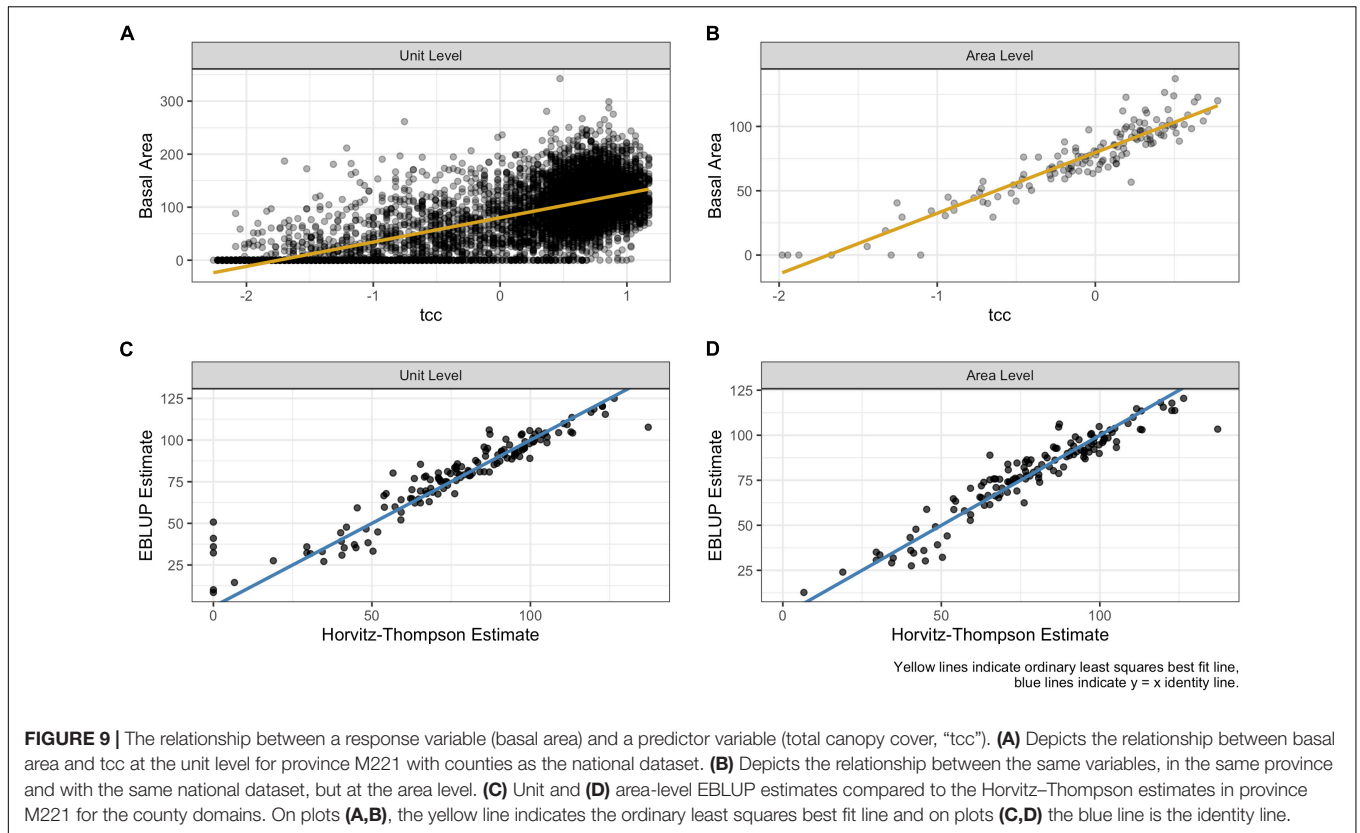 A
Unit Level
300
200
100
0
Basal Area
-2
-1
0
1
tcc
B
Area Level
100
50
0
Basal Area
-2
-1
0
tcc
C
Unit Level
125
100
75
50
25
EBLUP Estimate
0
50
100
Horvitz-Thompson Estimate
D
Area Level
125
100
75
50
25
EBLUP Estimate
0
50
100
Horvitz-Thompson Estimate
Yellow lines indicate ordinary least squares best fit line,
blue lines indicate y = x identity line.
FIGURE 9 | The relationship between a response variable (basal area) and a predictor variable (total canopy cover, “tcc”). (A) Depicts the relationship between basal
area and tcc at the unit level for province M221 with counties as the national dataset. (B) Depicts the relationship between the same variables, in the same province
and with the same national dataset, but at the area level. (C) Unit and (D) area-level EBLUP estimates compared to the Horvitz–Thompson estimates in province
M221 for the county domains. On plots (A,B), the yellow line indicates the ordinary least squares best fit line and on plots (C,D) the blue line is the identity line.